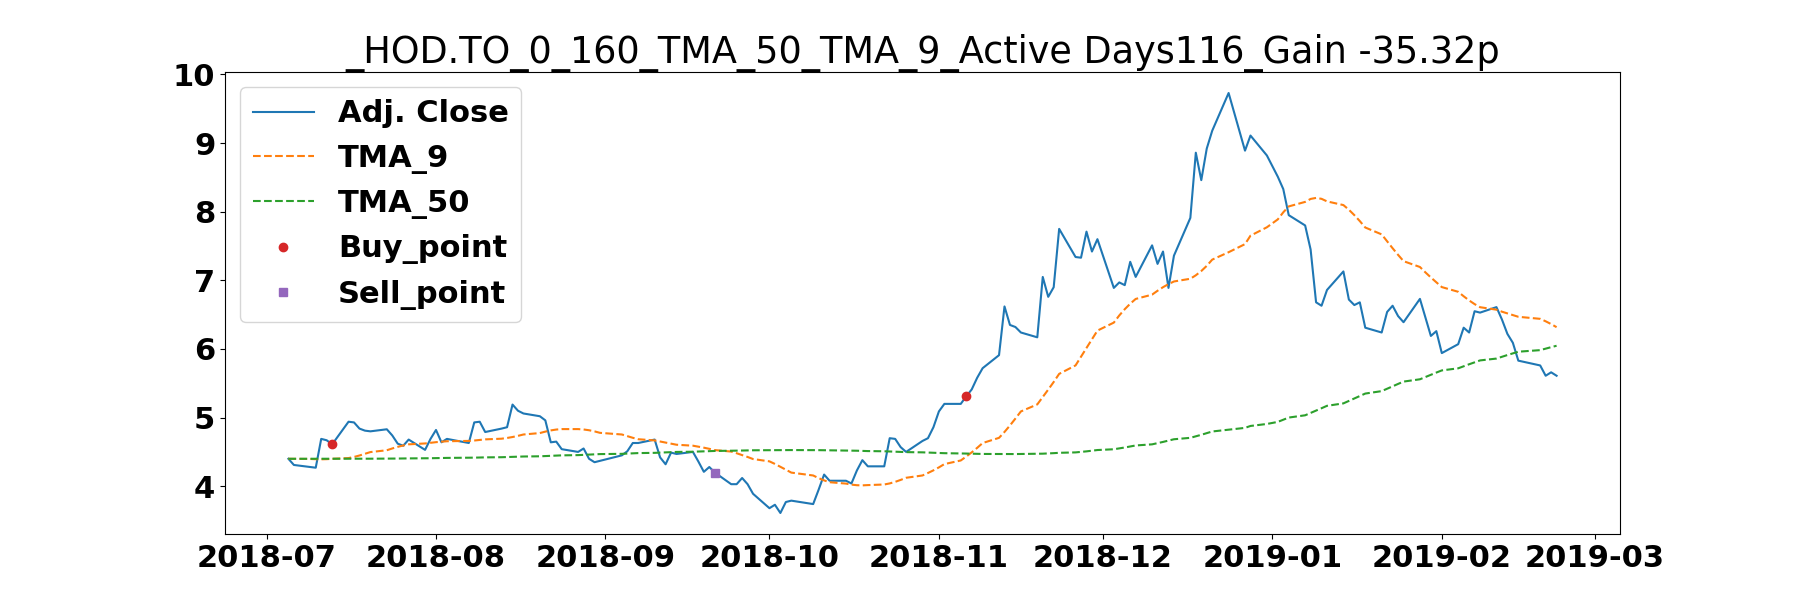 _HOD.TO_0_160_TMA_50_TMA_9_Active Days116_Gain -35.32p
10
9
8
7
6
5
4
Adj. Close
TMA_9
TMA_50
Buy_point
Sell_point
2018-07 2018-08 2018-09 2018-10 2018-11 2018-12 2019-01 2019-02 2019-03